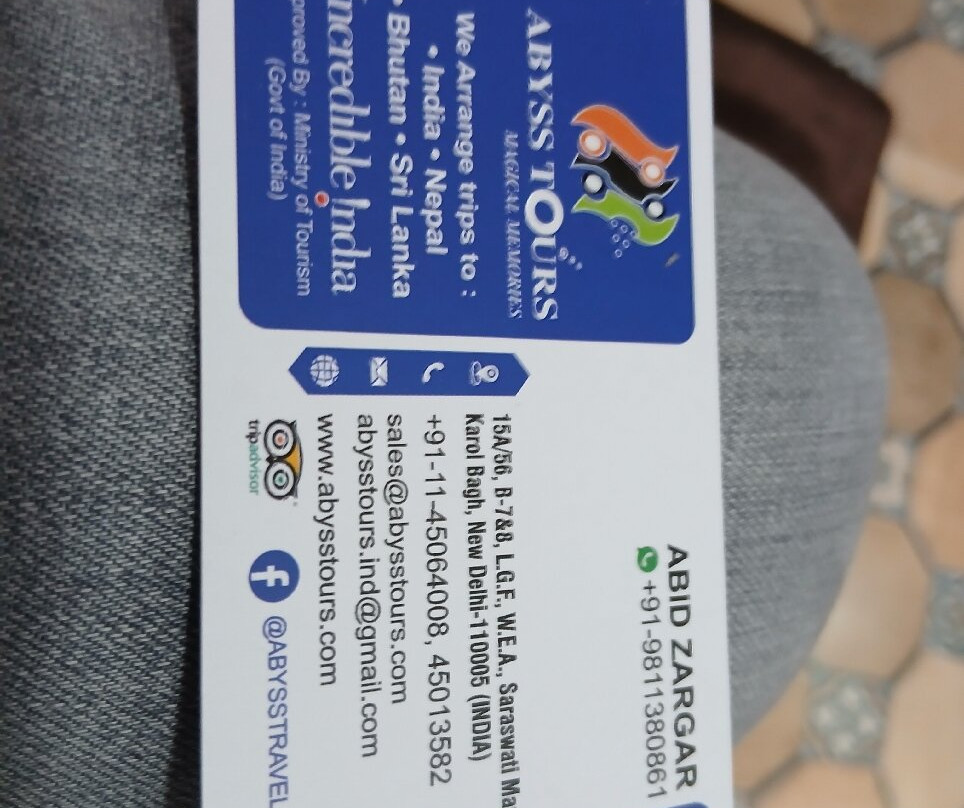 ABYSS TOURS
MAGICAL MEMORIES
We Arrange trips to :
• India • Nepal
• Bhutan • Sri Lanka
Incredıble Indıa
proved By : Ministry of Tourism
(Govt of India)
ABID ZARGAR
+91-9811380861
15A/56, B-7&8, L.G.F., W.E.A., Saraswati Ma
Karol Bagh, New Delhi-110005 (INDIA)
+91-11-45064008, 45013582
sales@abysstours.com
abysstours.ind@gmail.com
www.abysstours.com
tripadvisor
f @ABYSSTRAVEL